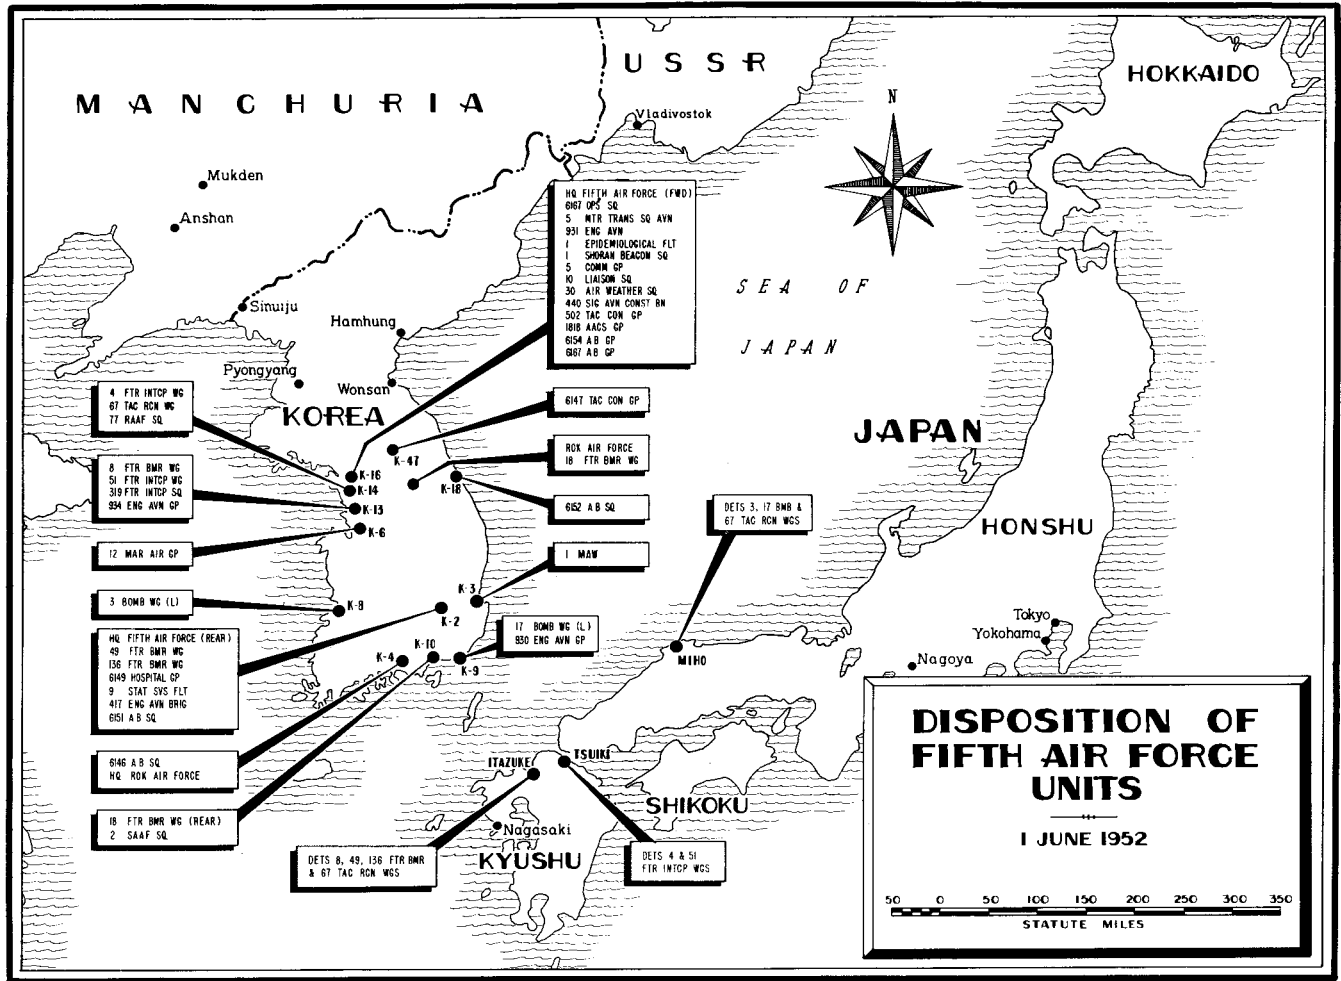 MANCHURIA
USSR
HOKKAIDO
Vladivostok
N
Mukden
Anshan
Sinuiju
Hamhung
Pyongyang
Wonsan
KOREA
SEA OF
JAPAN
JAPAN
HONSHU
Tokyo
Yokohama
Nagoya
MIHO
SHIKOKU
TSUIKI
ITAZUKE
Nagasaki
KYUSHU
K-16
K-47
K-14
K-18
K-13
K-6
K-8
K-3
K-2
K-10
K-4
K-9
HQ FIFTH AIR FORCE (FWD)
6167 OPS SQ
5 MTR TRANS SQ AVN
931 ENG AVN
1 EPIDEMIOLOGICAL FLT
1 SHORAN BEACON SQ
5 COMM GP
10 LIAISON SQ
30 AIR WEATHER SQ
440 SIG AVN CONST BN
502 TAC CON GP
1818 AACS GP
6154 A B GP
6167 A B GP
4 FTR INTCP WG
67 TAC RCN WG
77 RAAF SQ
6147 TAC CON GP
ROK AIR FORCE
18 FTR BMR WG
8 FTR BMR WG
51 FTR INTCP WG
319 FTR INTCP SQ
934 ENG AVN GP
6152 A B SQ
DETS 3, 17 BMB &
67 TAC RCN WGS
12 MAR AIR GP
1 MAW
3 BOMB WG (L)
17 BOMB WG (L)
930 ENG AVN GP
HQ FIFTH AIR FORCE (REAR)
49 FTR BMR WG
136 FTR BMR WG
6149 HOSPITAL GP
9 STAT SVS FLT
417 ENG AVN BRIG
6151 A B SQ
6146 A B SQ
HQ ROK AIR FORCE
18 FTR BMR WG (REAR)
2 SAAF SQ
DETS 8, 49, 136 FTR BMR
& 67 TAC RCN WGS
DETS 4 & 51
FTR INTCP WGS
DISPOSITION OF
FIFTH AIR FORCE
UNITS
1 JUNE 1952
50 0 50 100 150 200 250 300 350
STATUTE MILES